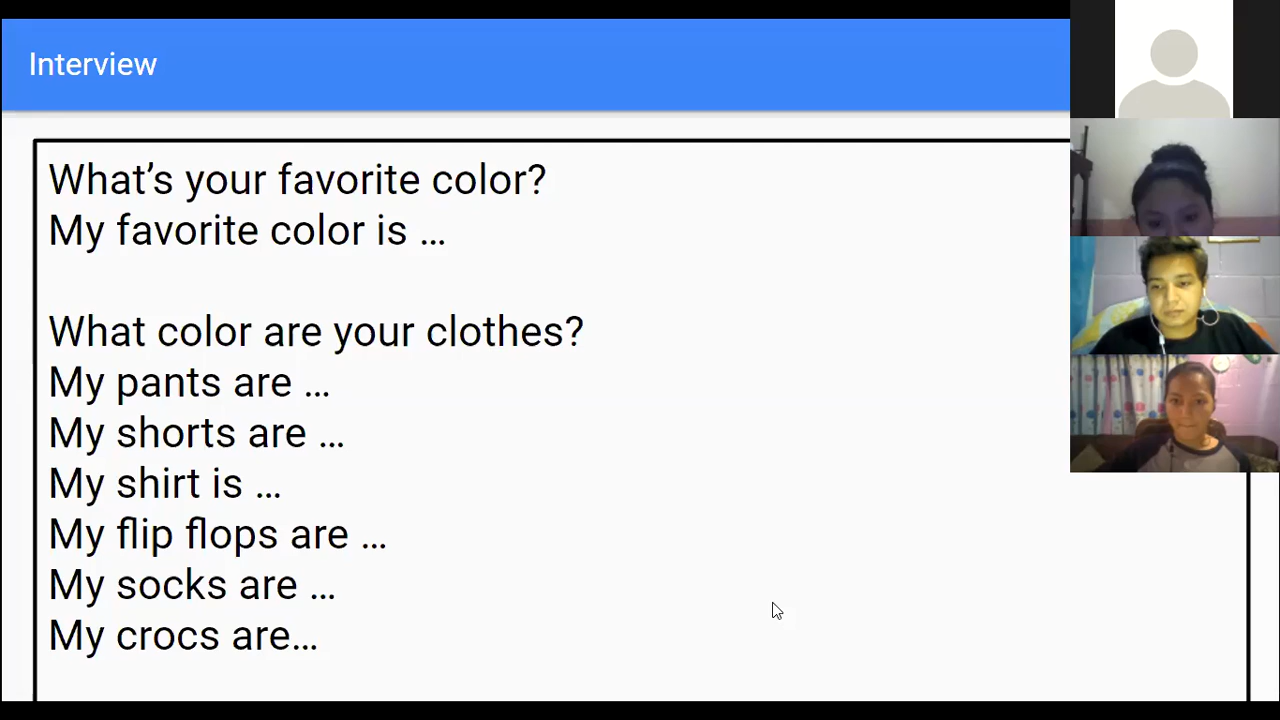 Interview
What’s your favorite color?
My favorite color is …
What color are your clothes?
My pants are …
My shorts are …
My shirt is …
My flip flops are …
My socks are …
My crocs are…